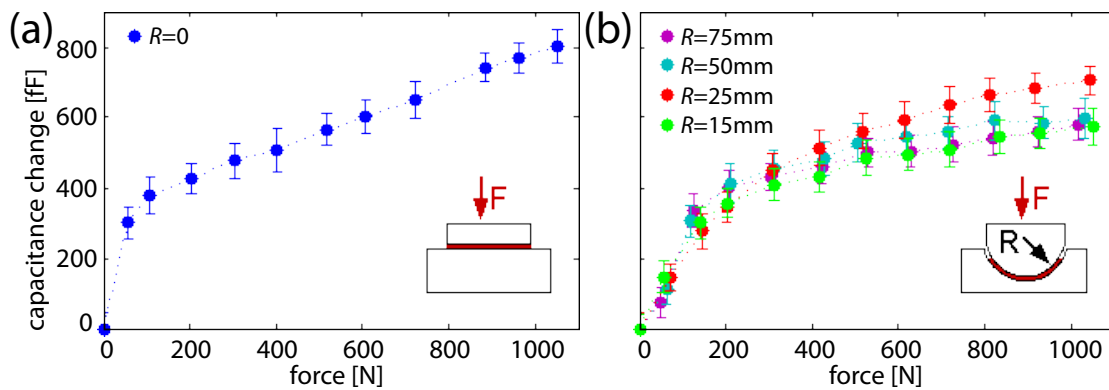 (a)
R=0
capacitance change [fF]
800
600
400
200
0
F
0 200 400 600 800 1000
force [N]
(b)
R=75mm
R=50mm
R=25mm
R=15mm
F
R
0 200 400 600 800 1000
force [N]